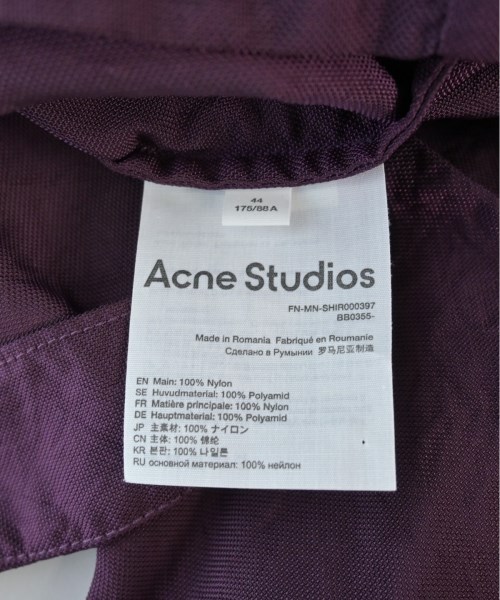 44
175/88A
Acne Studios
FN-MN-SHIR000397
BB0355-
Made in Romania Fabriqué en Roumanie
Сделано в Румынии 罗马尼亚制造
EN Main: 100% Nylon
SE Huvudmaterial: 100% Polyamid
FR Matière principale: 100% Nylon
DE Hauptmaterial: 100% Polyamid
JP 主素材: 100% ナイロン
CN 主体: 100% 锦纶
KR 본판: 100% 나일론
RU основной материал: 100% нейлон